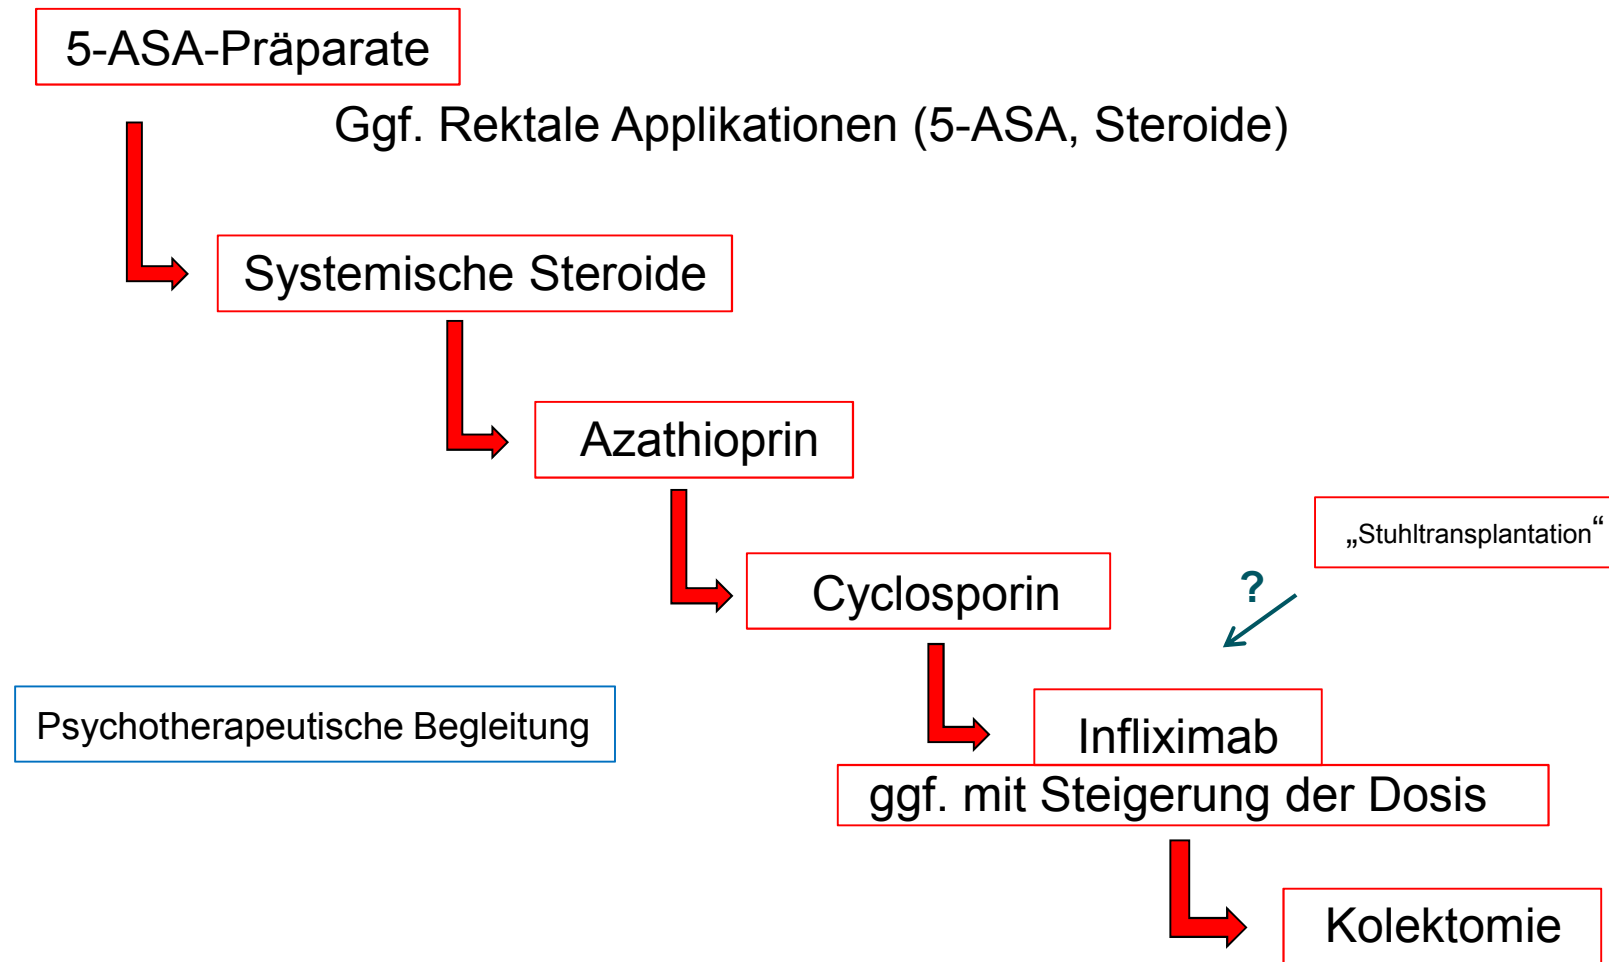 5-ASA-Präparate
Ggf. Rektale Applikationen (5-ASA, Steroide)
Systemische Steroide
Azathioprin
„Stuhltransplantation“
?
Cyclosporin
Psychotherapeutische Begleitung
Infliximab
ggf. mit Steigerung der Dosis
Kolektomie